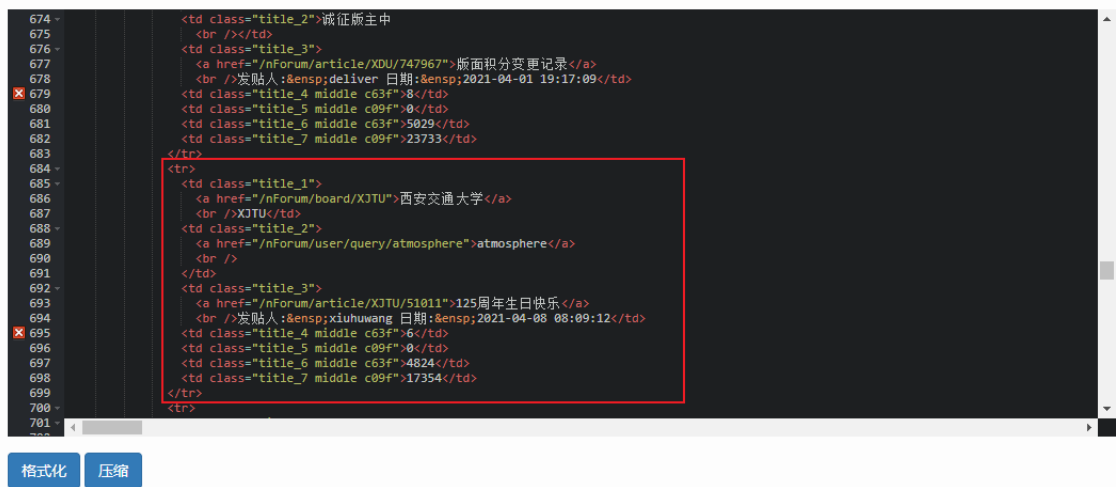 674 <td class="title_2">诚征版主中
675 <br /></td>
676 <td class="title_3">
677 <a href="/nForum/article/XDU/747967">版面积分变更记录</a>
678 <br />发贴人:&ensp;deliver 日期:&ensp;2021-04-01 19:17:09</td>
679 <td class="title_4 middle c63f">8</td>
680 <td class="title_5 middle c09f">0</td>
681 <td class="title_6 middle c63f">5029</td>
682 <td class="title_7 middle c09f">23733</td>
683 </tr>
684 <tr>
685 <td class="title_1">
686 <a href="/nForum/board/XJTU">西安交通大学</a>
687 <br />XJTU</td>
688 <td class="title_2">
689 <a href="/nForum/user/query/atmosphere">atmosphere</a>
690 <br />
691 </td>
692 <td class="title_3">
693 <a href="/nForum/article/XJTU/51011">125周年生日快乐</a>
694 <br />发贴人:&ensp;xiuhuwang 日期:&ensp;2021-04-08 08:09:12</td>
695 <td class="title_4 middle c63f">6</td>
696 <td class="title_5 middle c09f">0</td>
697 <td class="title_6 middle c63f">4824</td>
698 <td class="title_7 middle c09f">17354</td>
699 </tr>
700 <tr>
701
格式化 压缩